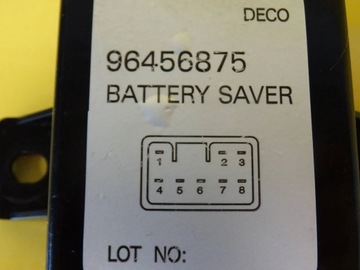 DECO
96456875
BATTERY SAVER
1 2 3
4 5 6 7 8
LOT NO: